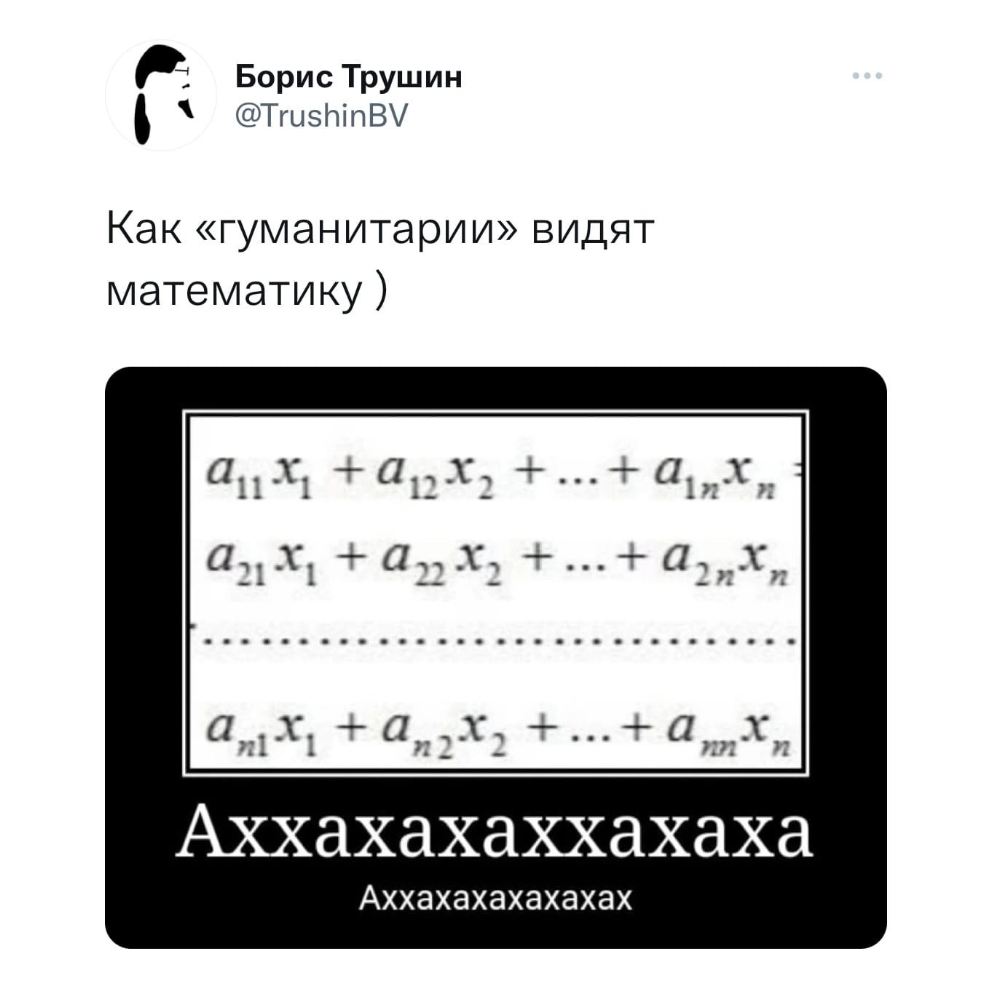 Борис Трушин
@TrushinBV
Как «гуманитарии» видят
математику )
a₁₁x₁ + a₁₂x₂ + ... + a₁ₙxₙ =
a₂₁x₁ + a₂₂x₂ + ... + a₂ₙxₙ
. . . . . . . . . . . . . . . . . . . . . . . . . . . . . . .
aₙ₁x₁ + aₙ₂x₂ + ... + aₙₙxₙ
Аххахахаххахаха
Аххахахахахахах